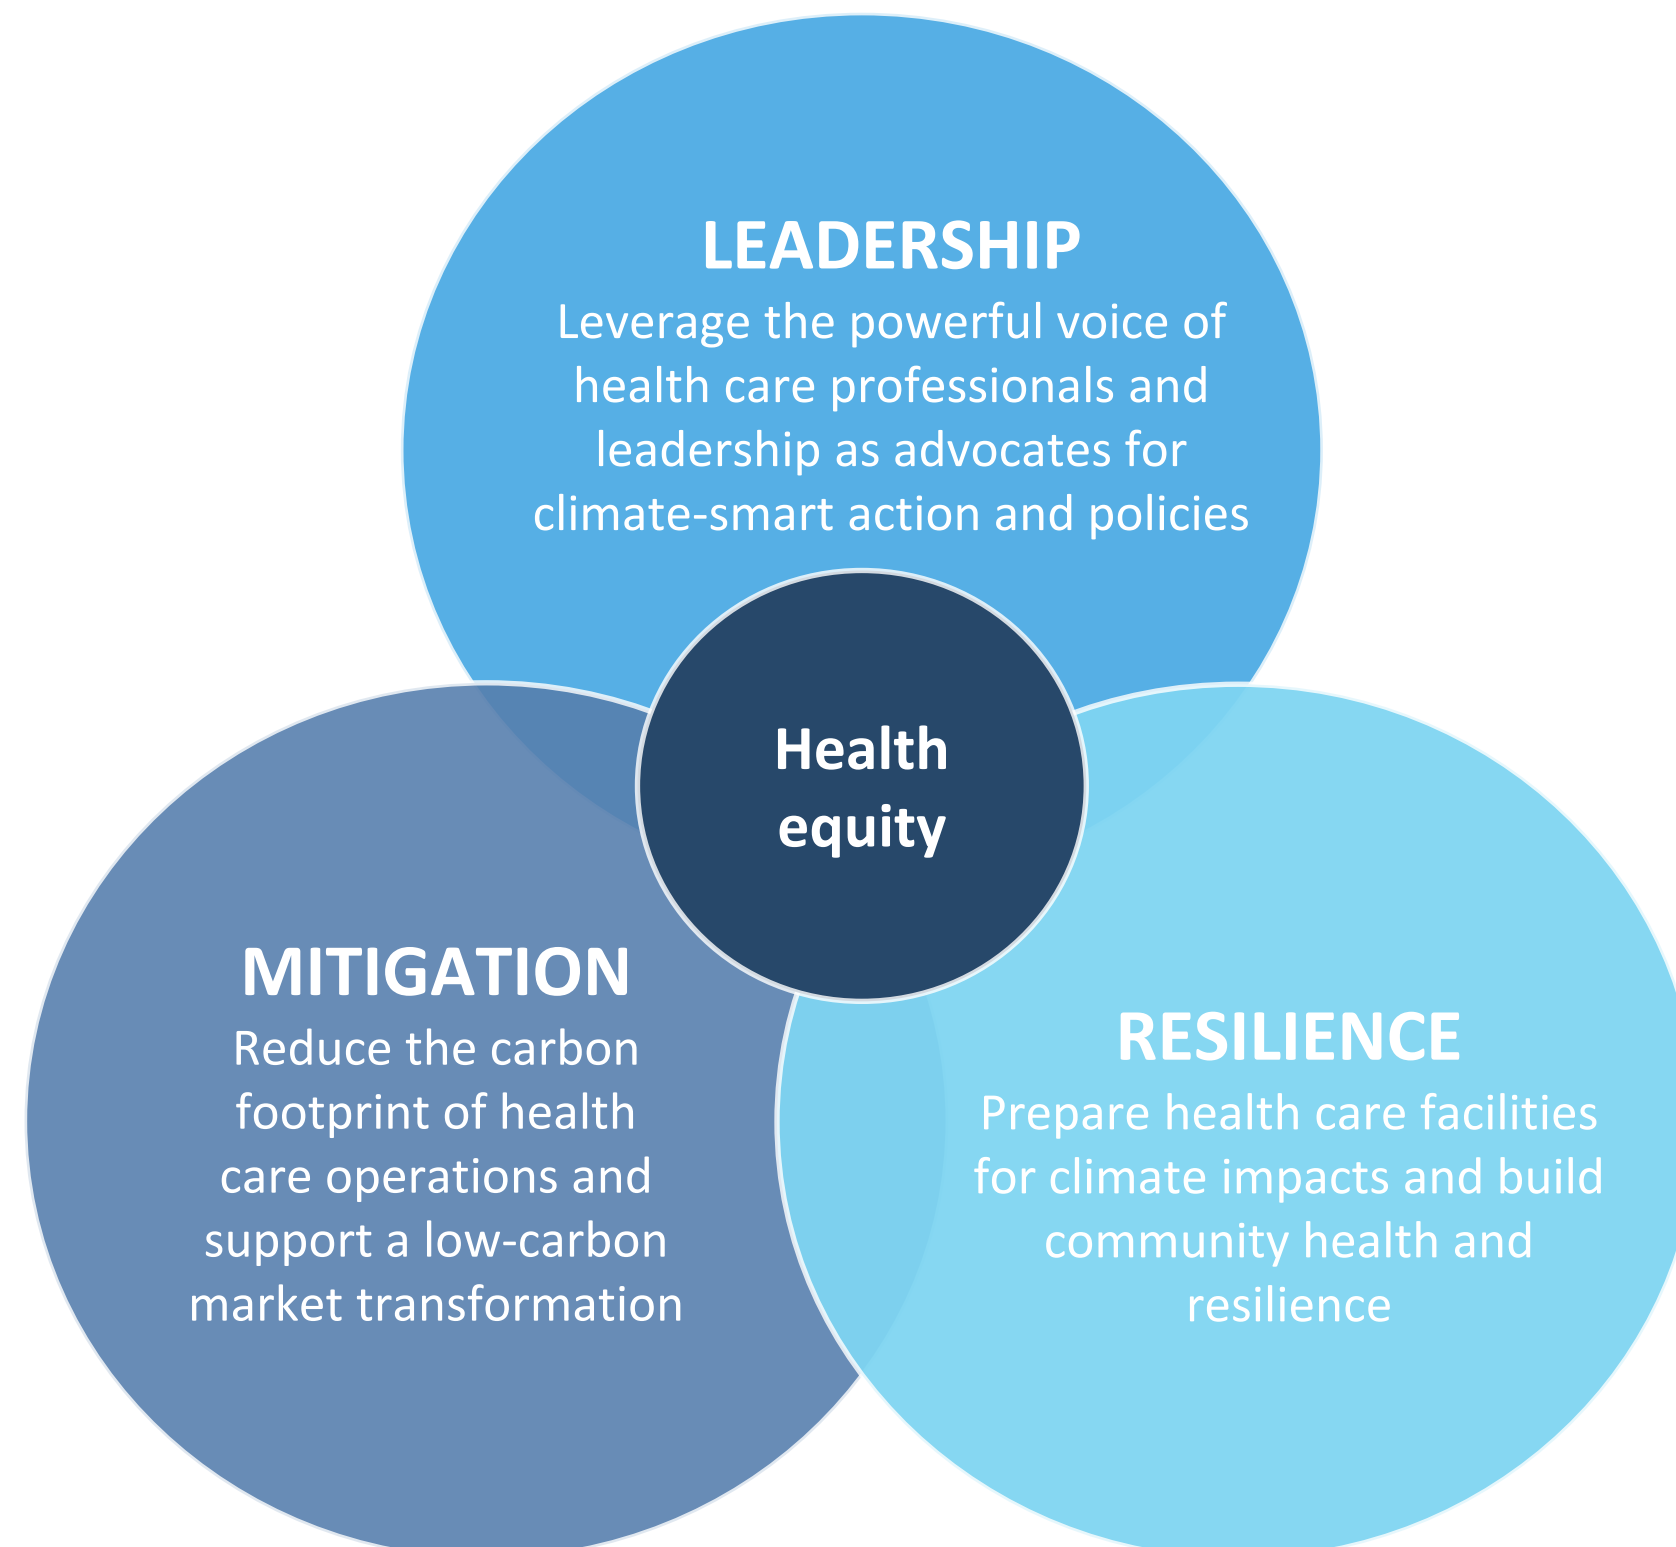 LEADERSHIP
Leverage the powerful voice of
health care professionals and
leadership as advocates for
climate-smart action and policies
Health
equity
MITIGATION
Reduce the carbon
footprint of health
care operations and
support a low-carbon
market transformation
RESILIENCE
Prepare health care facilities
for climate impacts and build
community health and
resilience